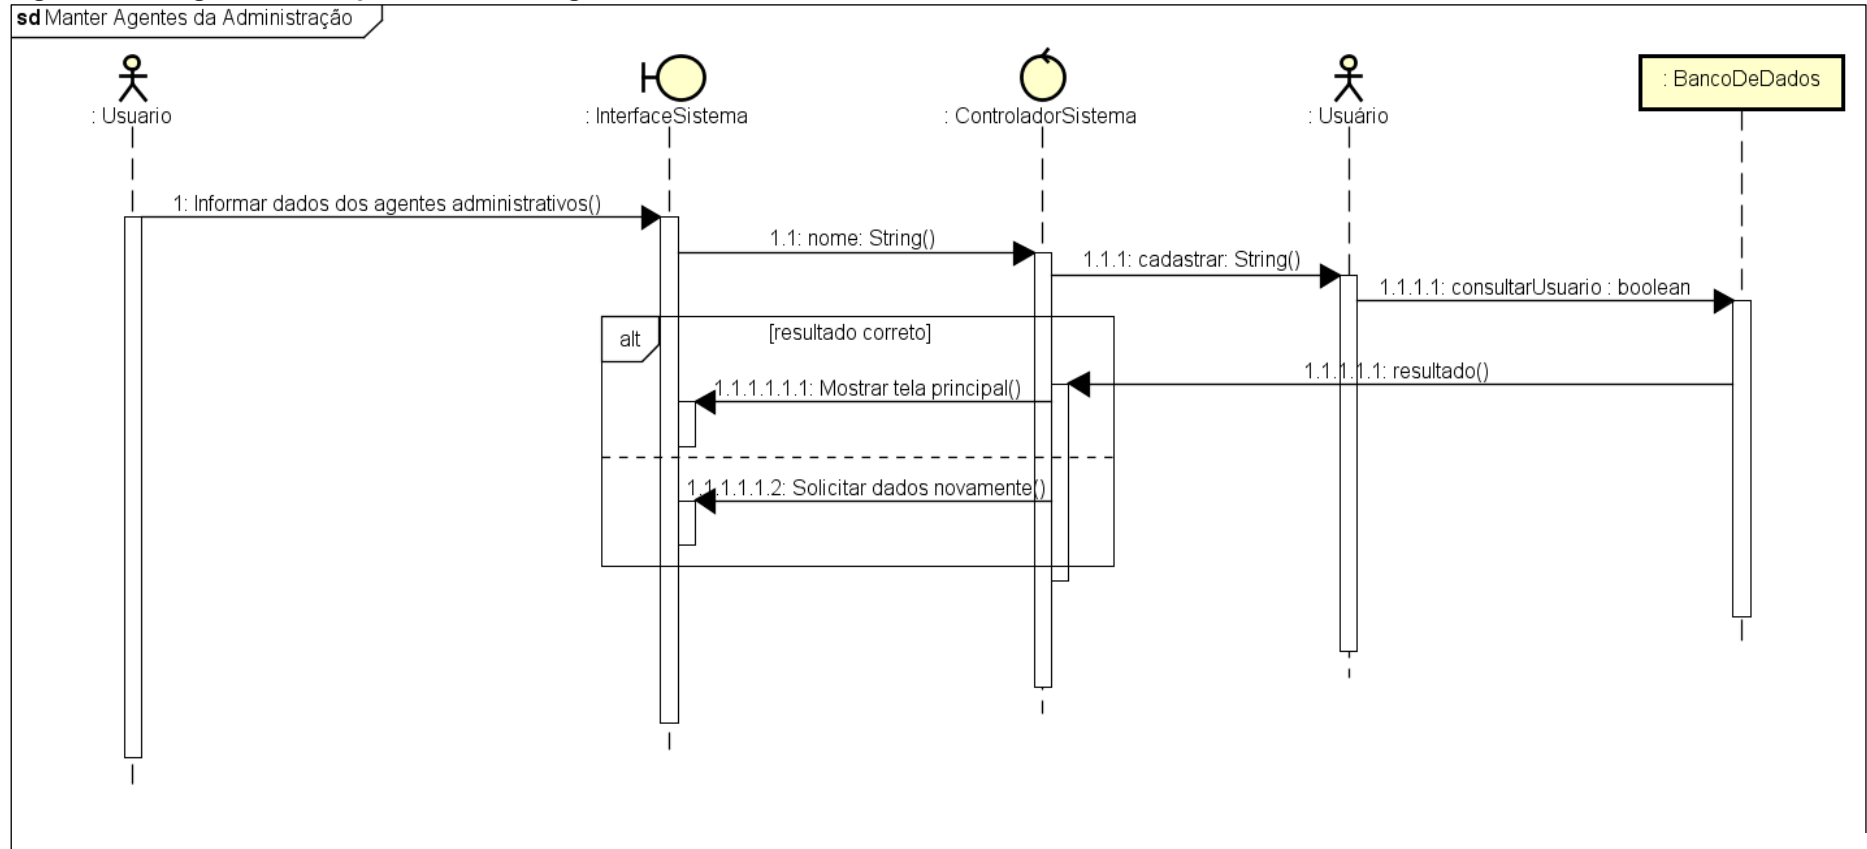 sd Manter Agentes da Administração
: Usuario
: InterfaceSistema
: ControladorSistema
: Usuário
: BancoDeDados
1: Informar dados dos agentes administrativos()
1.1: nome: String()
1.1.1: cadastrar: String()
1.1.1.1: consultarUsuario : boolean
alt
[resultado correto]
1.1.1.1.1: resultado()
1.1.1.1.1.1: Mostrar tela principal()
1.1.1.1.1.2: Solicitar dados novamente()